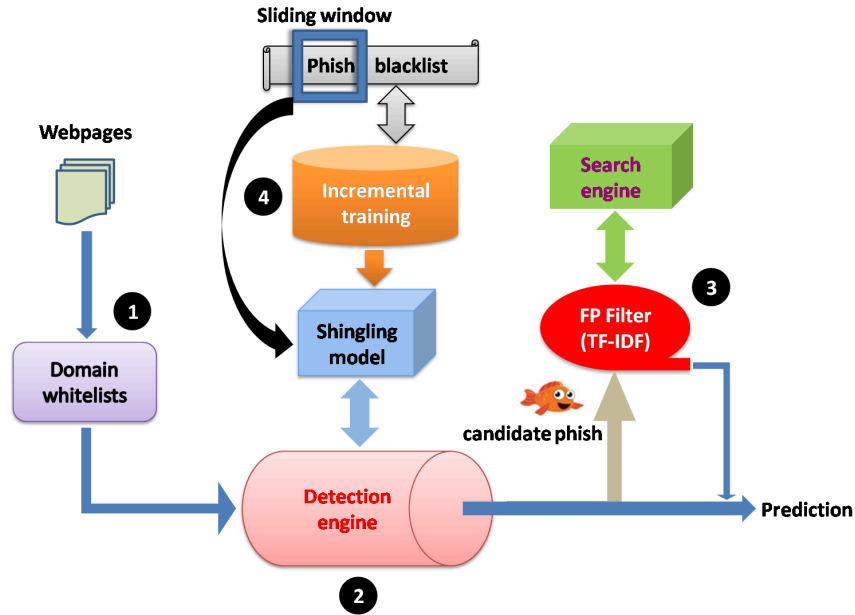 Sliding window
Phish blacklist
Webpages
4
Incremental
training
Search
engine
1
3
FP Filter
(TF-IDF)
Shingling
model
Domain
whitelists
candidate phish
Detection
engine
Prediction
2